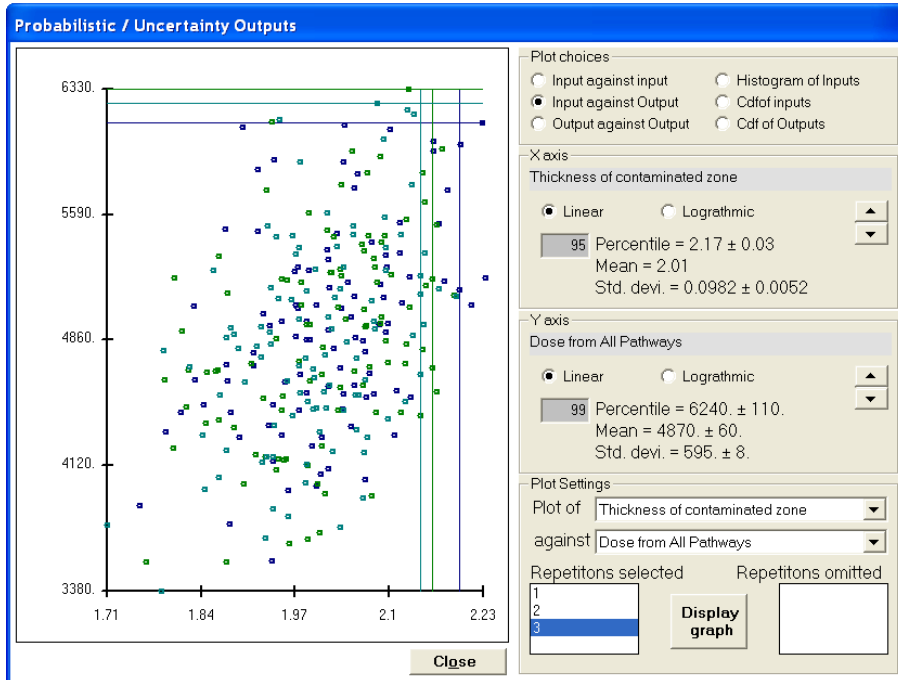 Probabilistic / Uncertainty Outputs
6330.
5590.
4860.
4120.
3380.
1.71 1.84 1.97 2.1 2.23
Close
Plot choices
Input against input Histogram of Inputs
Input against Output Cdfof inputs
Output against Output Cdf of Outputs
X axis
Thickness of contaminated zone
Linear Lograthmic
95 Percentile = 2.17 ± 0.03
Mean = 2.01
Std. devi. = 0.0982 ± 0.0052
Y axis
Dose from All Pathways
Linear Lograthmic
99 Percentile = 6240. ± 110.
Mean = 4870. ± 60.
Std. devi. = 595. ± 8.
Plot Settings
Plot of Thickness of contaminated zone
against Dose from All Pathways
Repetitons selected Repetitons omitted
1
2
3
Display
graph